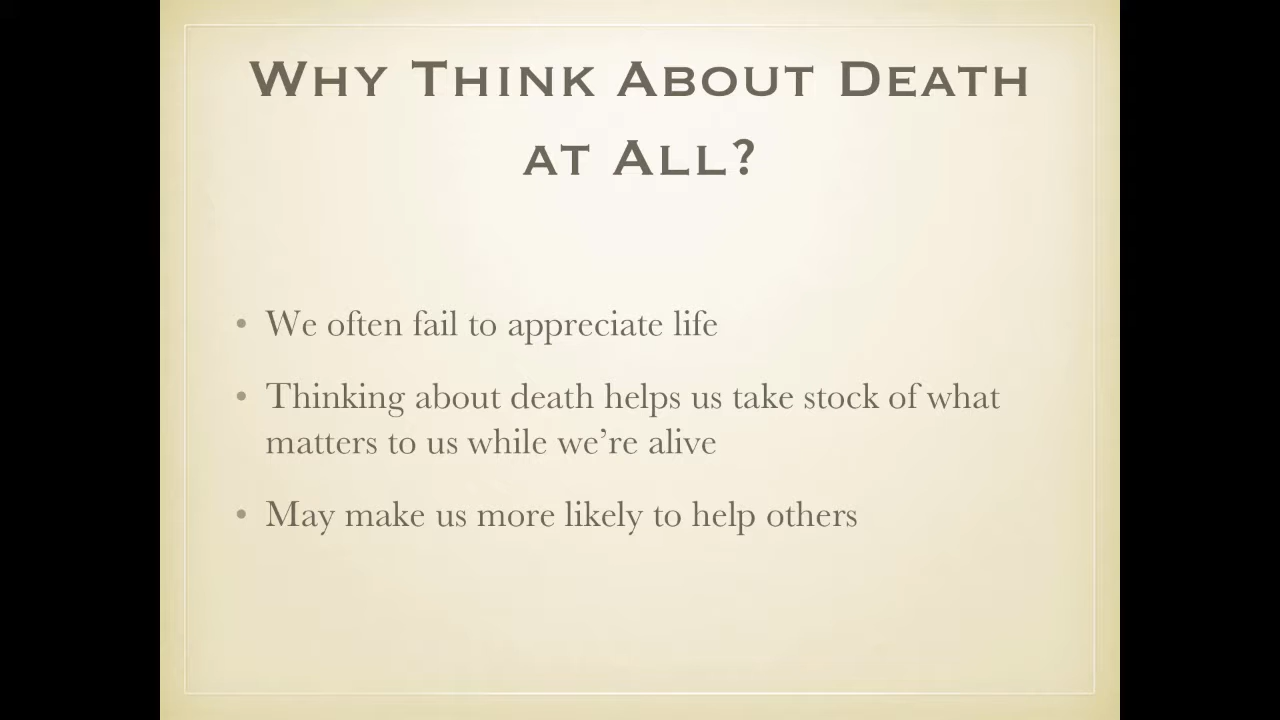 Why Think About Death
at All?
• We often fail to appreciate life
• Thinking about death helps us take stock of what
matters to us while we’re alive
• May make us more likely to help others